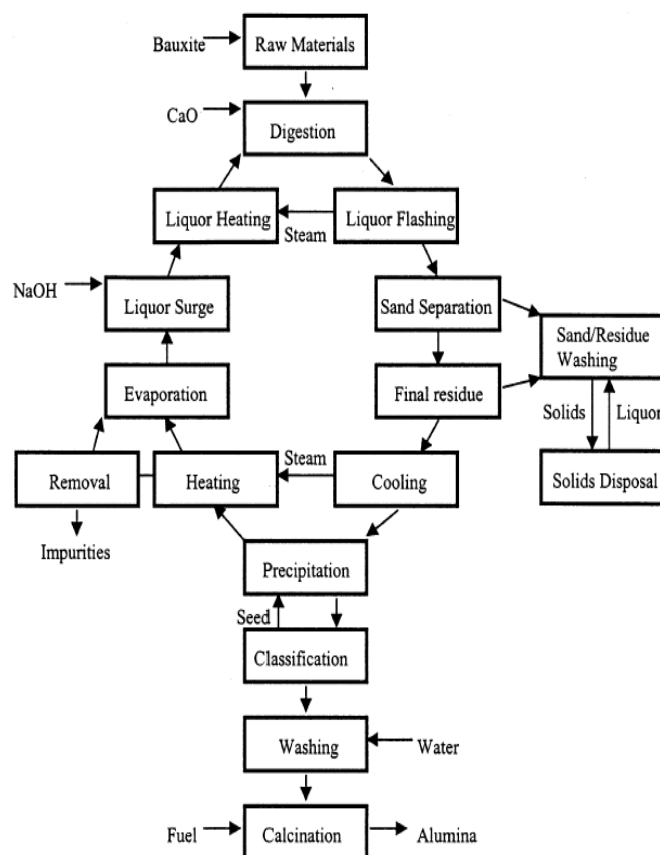 Bauxite
Raw Materials
CaO
Digestion
Liquor Heating
Steam
Liquor Flashing
NaOH
Liquor Surge
Sand Separation
Sand/Residue
Washing
Evaporation
Final residue
Solids
Liquor
Removal
Heating
Steam
Cooling
Solids Disposal
Impurities
Precipitation
Seed
Classification
Washing
Water
Fuel
Calcination
Alumina